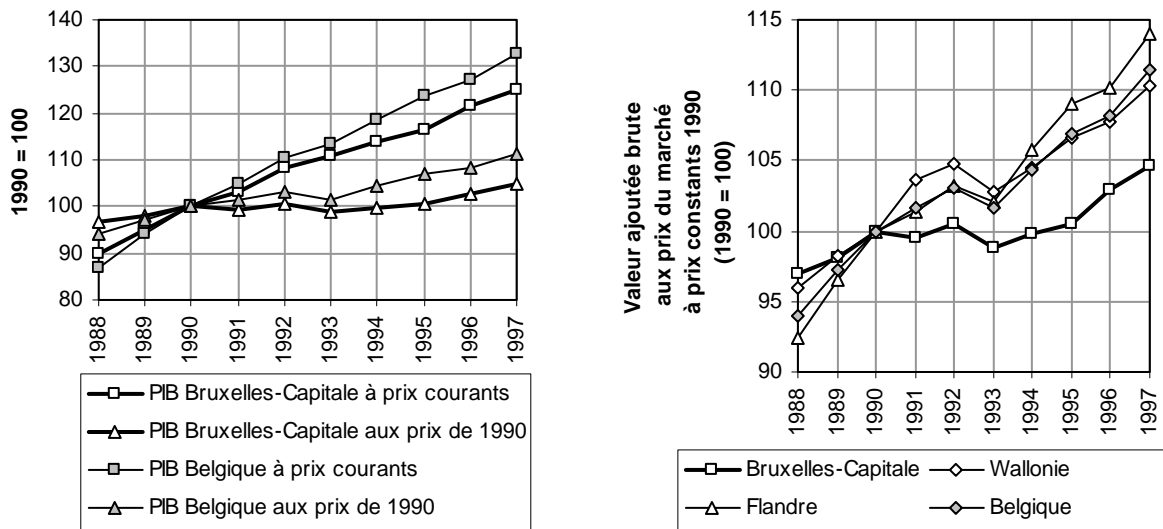 140
130
120
110
100
90
80
1990 = 100
1988
1989
1990
1991
1992
1993
1994
1995
1996
1997
PIB Bruxelles-Capitale à prix courants
PIB Bruxelles-Capitale aux prix de 1990
PIB Belgique à prix courants
PIB Belgique aux prix de 1990
Valeur ajoutée brute
aux prix du marché
à prix constants 1990
(1990 = 100)
115
110
105
100
95
90
1988
1989
1990
1991
1992
1993
1994
1995
1996
1997
Bruxelles-Capitale
Wallonie
Flandre
Belgique